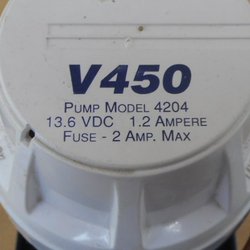 V450
PUMP MODEL 4204
13.6 VDC 1.2 AMPERE
FUSE - 2 AMP. MAX